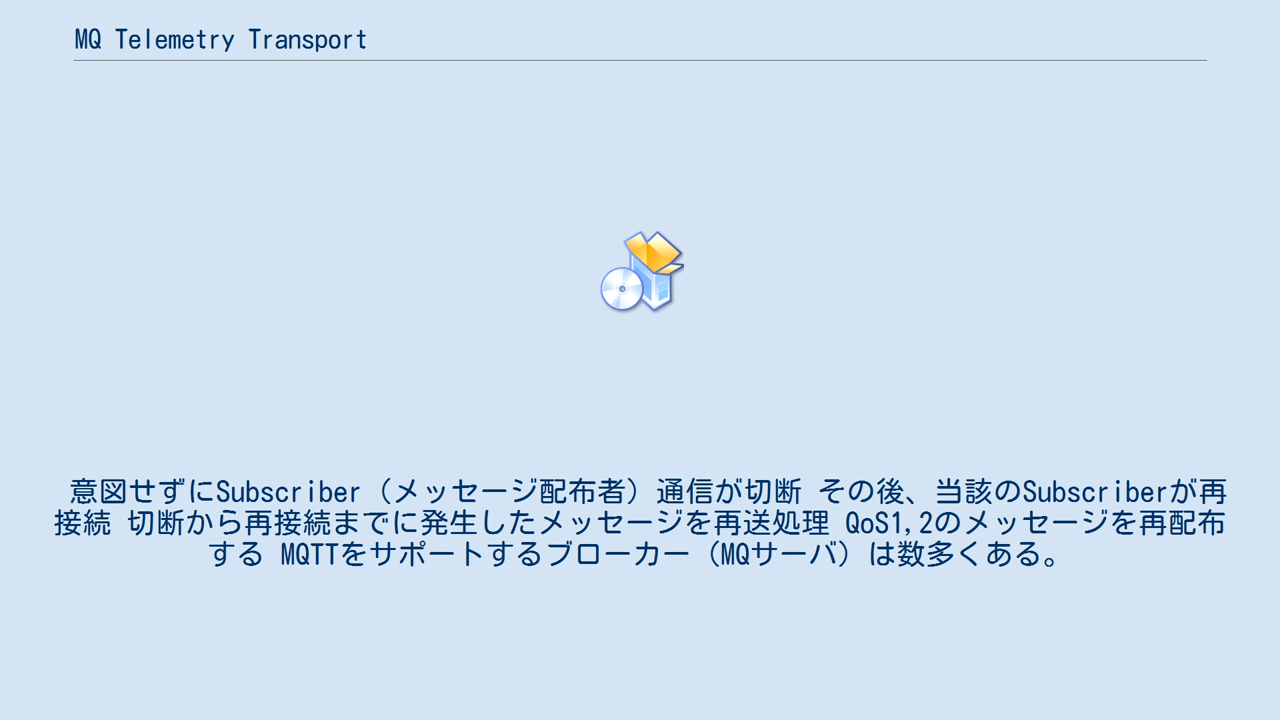 MQ Telemetry Transport
意図せずにSubscriber（メッセージ配布者）通信が切断 その後、当該のSubscriberが再
接続 切断から再接続までに発生したメッセージを再送処理 QoS1,2のメッセージを再配布
する MQTTをサポートするブローカー（MQサーバ）は数多くある。